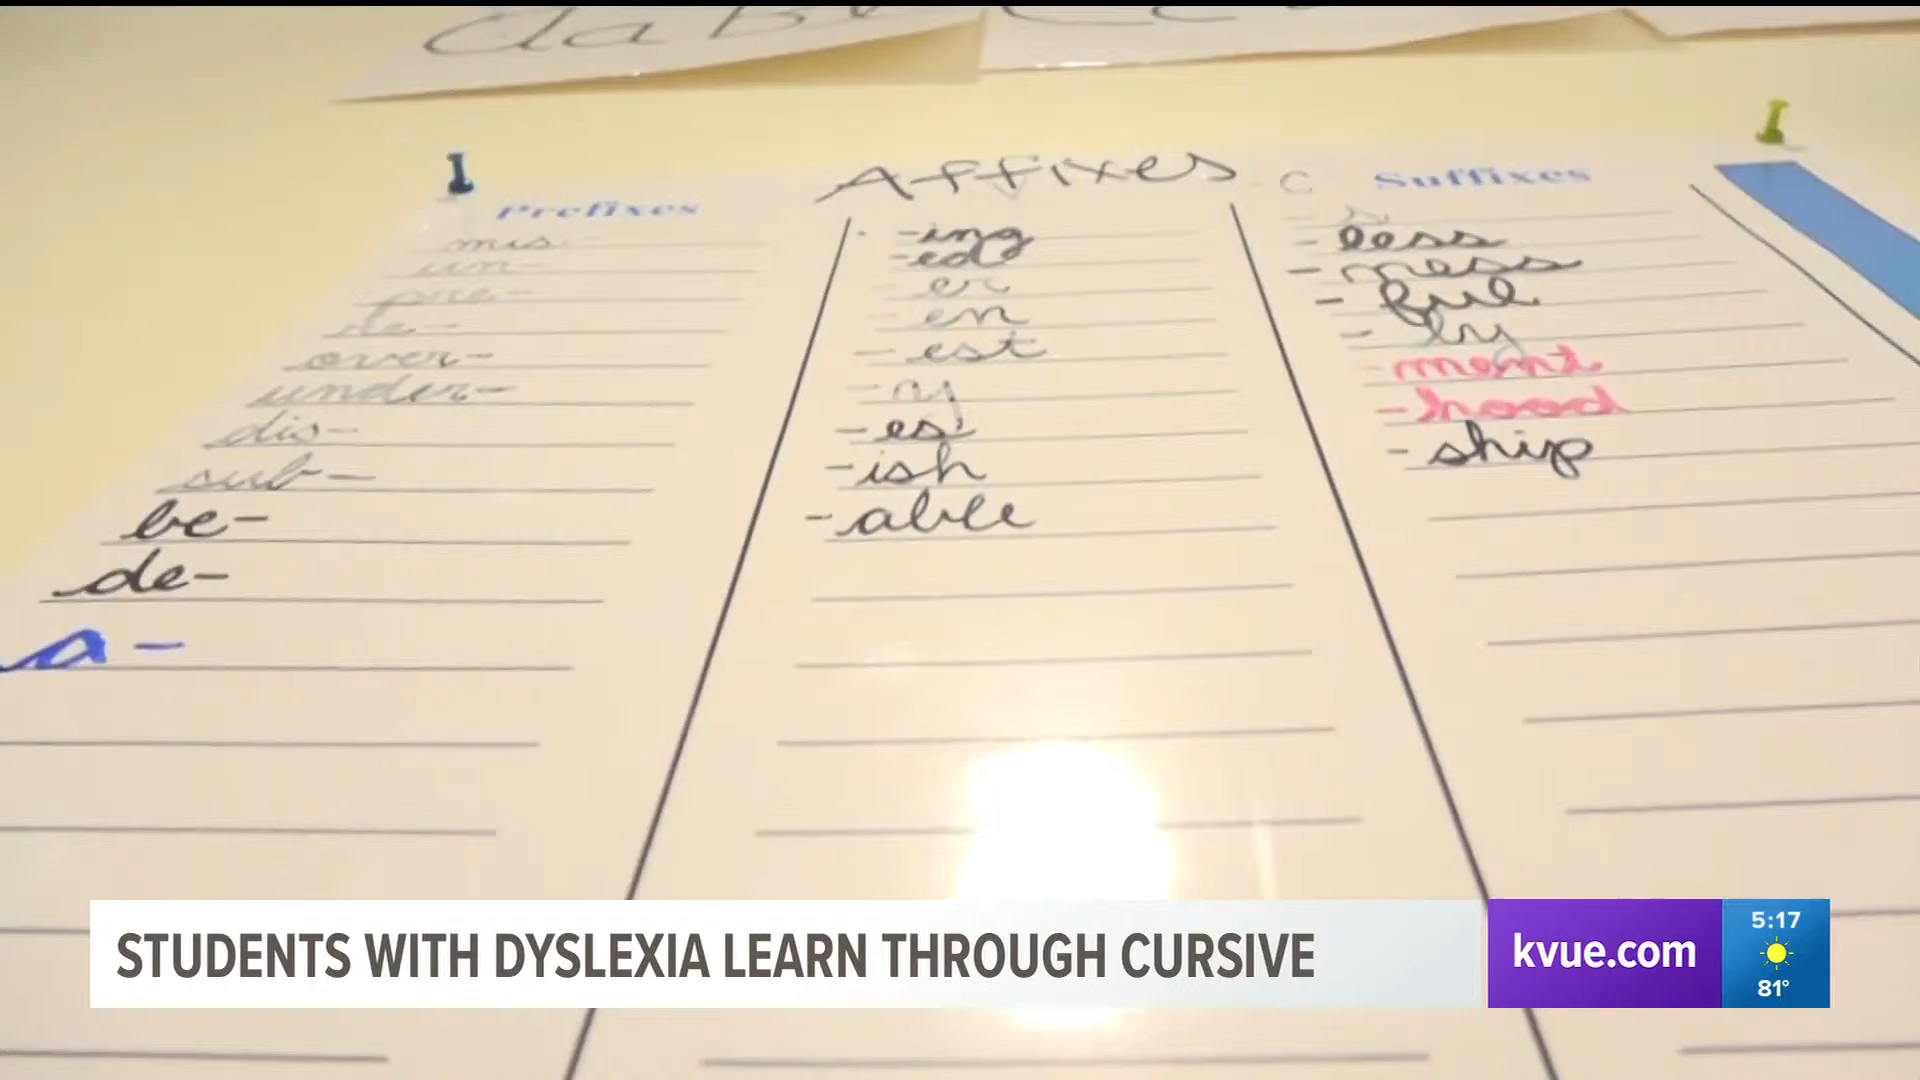 Affixes
Prefixes
mis-
un-
pre-
re-
over-
under-
dis-
sub-
be-
de-
a-
-ing
-ed
er
en
-est
-y
-es
-ish
-able
Suffixes
-less
-ness
-ful
-ly
-ment
-hood
-ship
STUDENTS WITH DYSLEXIA LEARN THROUGH CURSIVE
kvue.com
5:17
81°